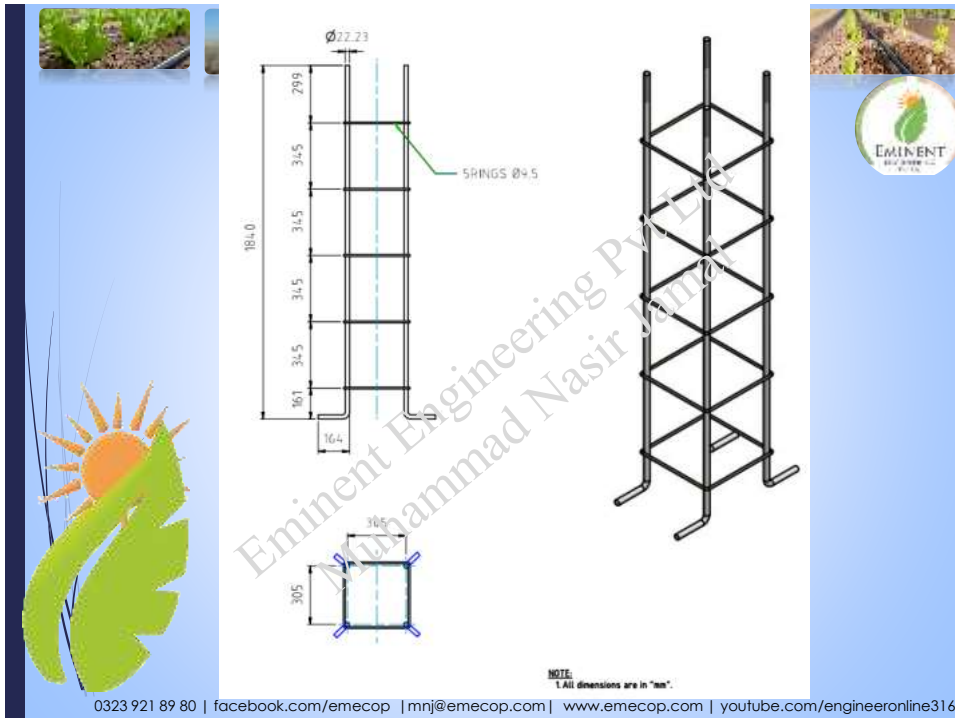 Ø22.23
299
345
5RINGS Ø9.5
345
1840
345
345
161
164
305
305
Eminent Engineering Pvt Ltd
Muhammad Nasir Jamal
EMINENT
NOTE:
1. All dimensions are in "mm".
0323 921 89 80 | facebook.com/emecop |mnj@emecop.com| www.emecop.com | youtube.com/engineeronline316